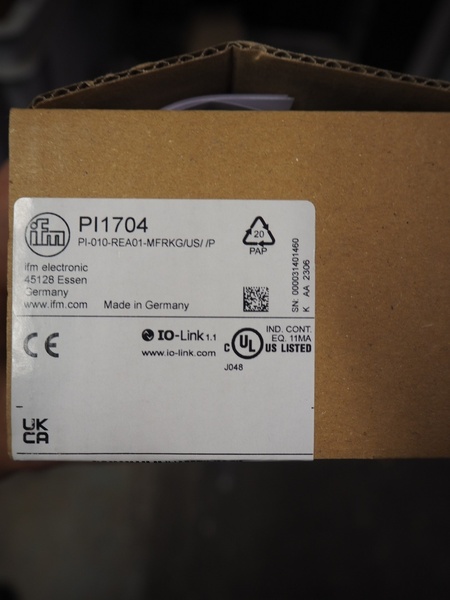 ifm
PI1704
PI-010-REA01-MFRKG/US/ /P
ifm electronic
45128 Essen
Germany
www.ifm.com Made in Germany
20
PAP
SN: 000031401460
K AA 2306
CE
IO-Link 1.1
www.io-link.com
C UL US LISTED
IND. CONT.
EQ. 11MA
J048
UK
CA